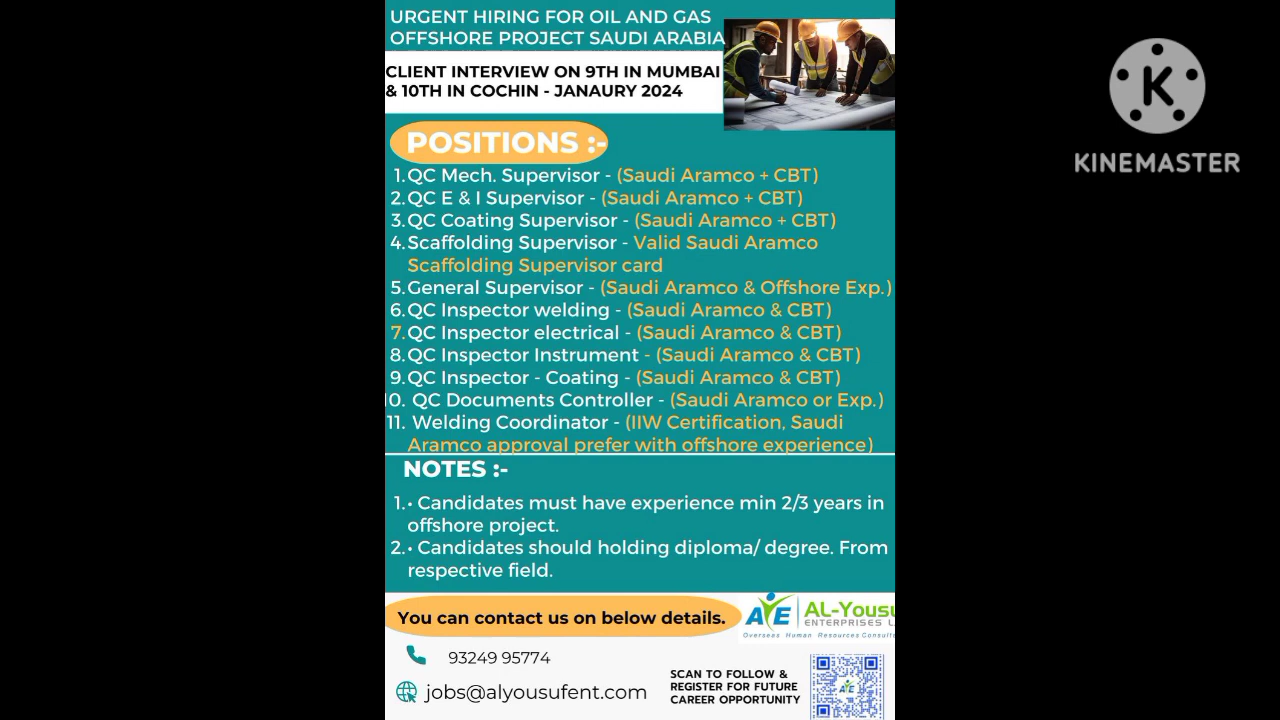 URGENT HIRING FOR OIL AND GAS
OFFSHORE PROJECT SAUDI ARABIA
CLIENT INTERVIEW ON 9TH IN MUMBAI
& 10TH IN COCHIN - JANAURY 2024
POSITIONS :-
1. QC Mech. Supervisor - (Saudi Aramco + CBT)
2. QC E & I Supervisor - (Saudi Aramco + CBT)
3. QC Coating Supervisor - (Saudi Aramco + CBT)
4. Scaffolding Supervisor - Valid Saudi Aramco
Scaffolding Supervisor card
5. General Supervisor - (Saudi Aramco & Offshore Exp.)
6. QC Inspector welding - (Saudi Aramco & CBT)
7. QC Inspector electrical - (Saudi Aramco & CBT)
8. QC Inspector Instrument - (Saudi Aramco & CBT)
9. QC Inspector - Coating - (Saudi Aramco & CBT)
10. QC Documents Controller - (Saudi Aramco or Exp.)
11. Welding Coordinator - (IIW Certification, Saudi
Aramco approval prefer with offshore experience)
NOTES :-
1. • Candidates must have experience min 2/3 years in
offshore project.
2. • Candidates should holding diploma/ degree. From
respective field.
You can contact us on below details.
AYE AL-Yousu
ENTERPRISES L
Overseas Human Resources Consult
93249 95774
jobs@alyousufent.com
SCAN TO FOLLOW &
REGISTER FOR FUTURE
CAREER OPPORTUNITY
AYE
K
KINEMASTER